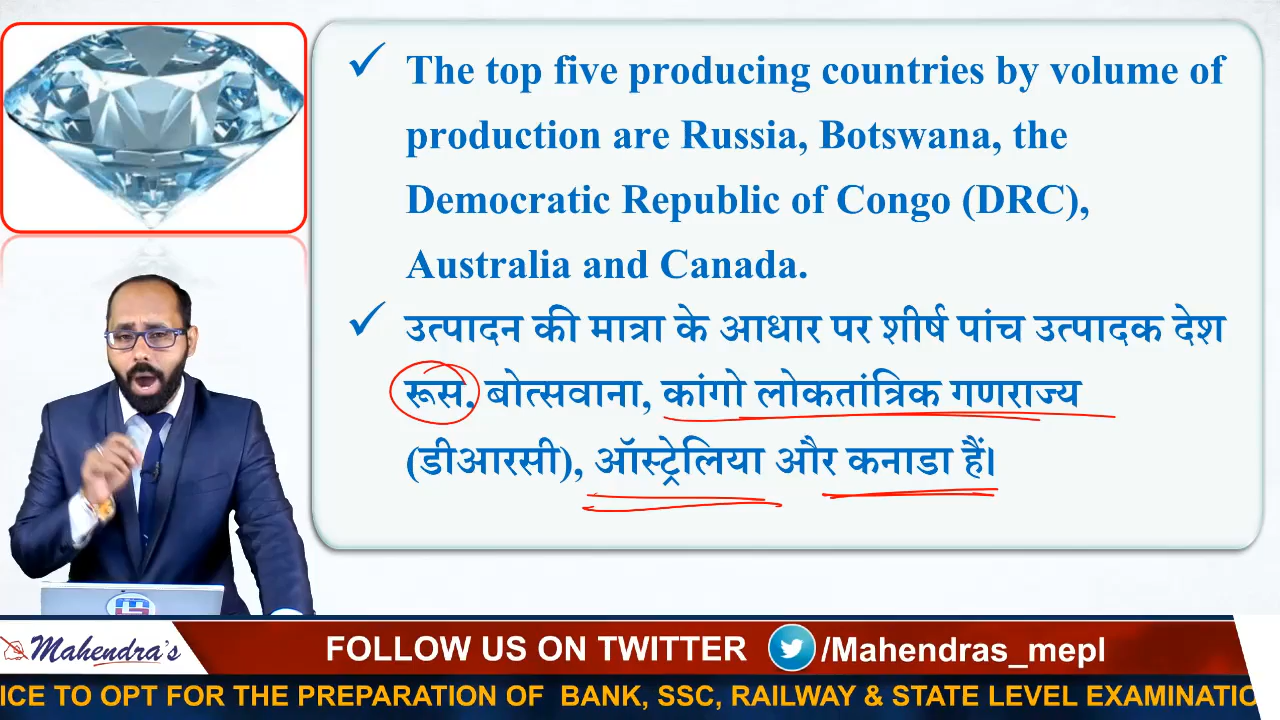 The top five producing countries by volume of
production are Russia, Botswana, the
Democratic Republic of Congo (DRC),
Australia and Canada.
उत्पादन की मात्रा के आधार पर शीर्ष पांच उत्पादक देश
रूस, बोत्सवाना, कांगो लोकतांत्रिक गणराज्य
(डीआरसी), ऑस्ट्रेलिया और कनाडा हैं।
Mahendra's
FOLLOW US ON TWITTER /Mahendras_mepl
ICE TO OPT FOR THE PREPARATION OF BANK, SSC, RAILWAY & STATE LEVEL EXAMINATIO